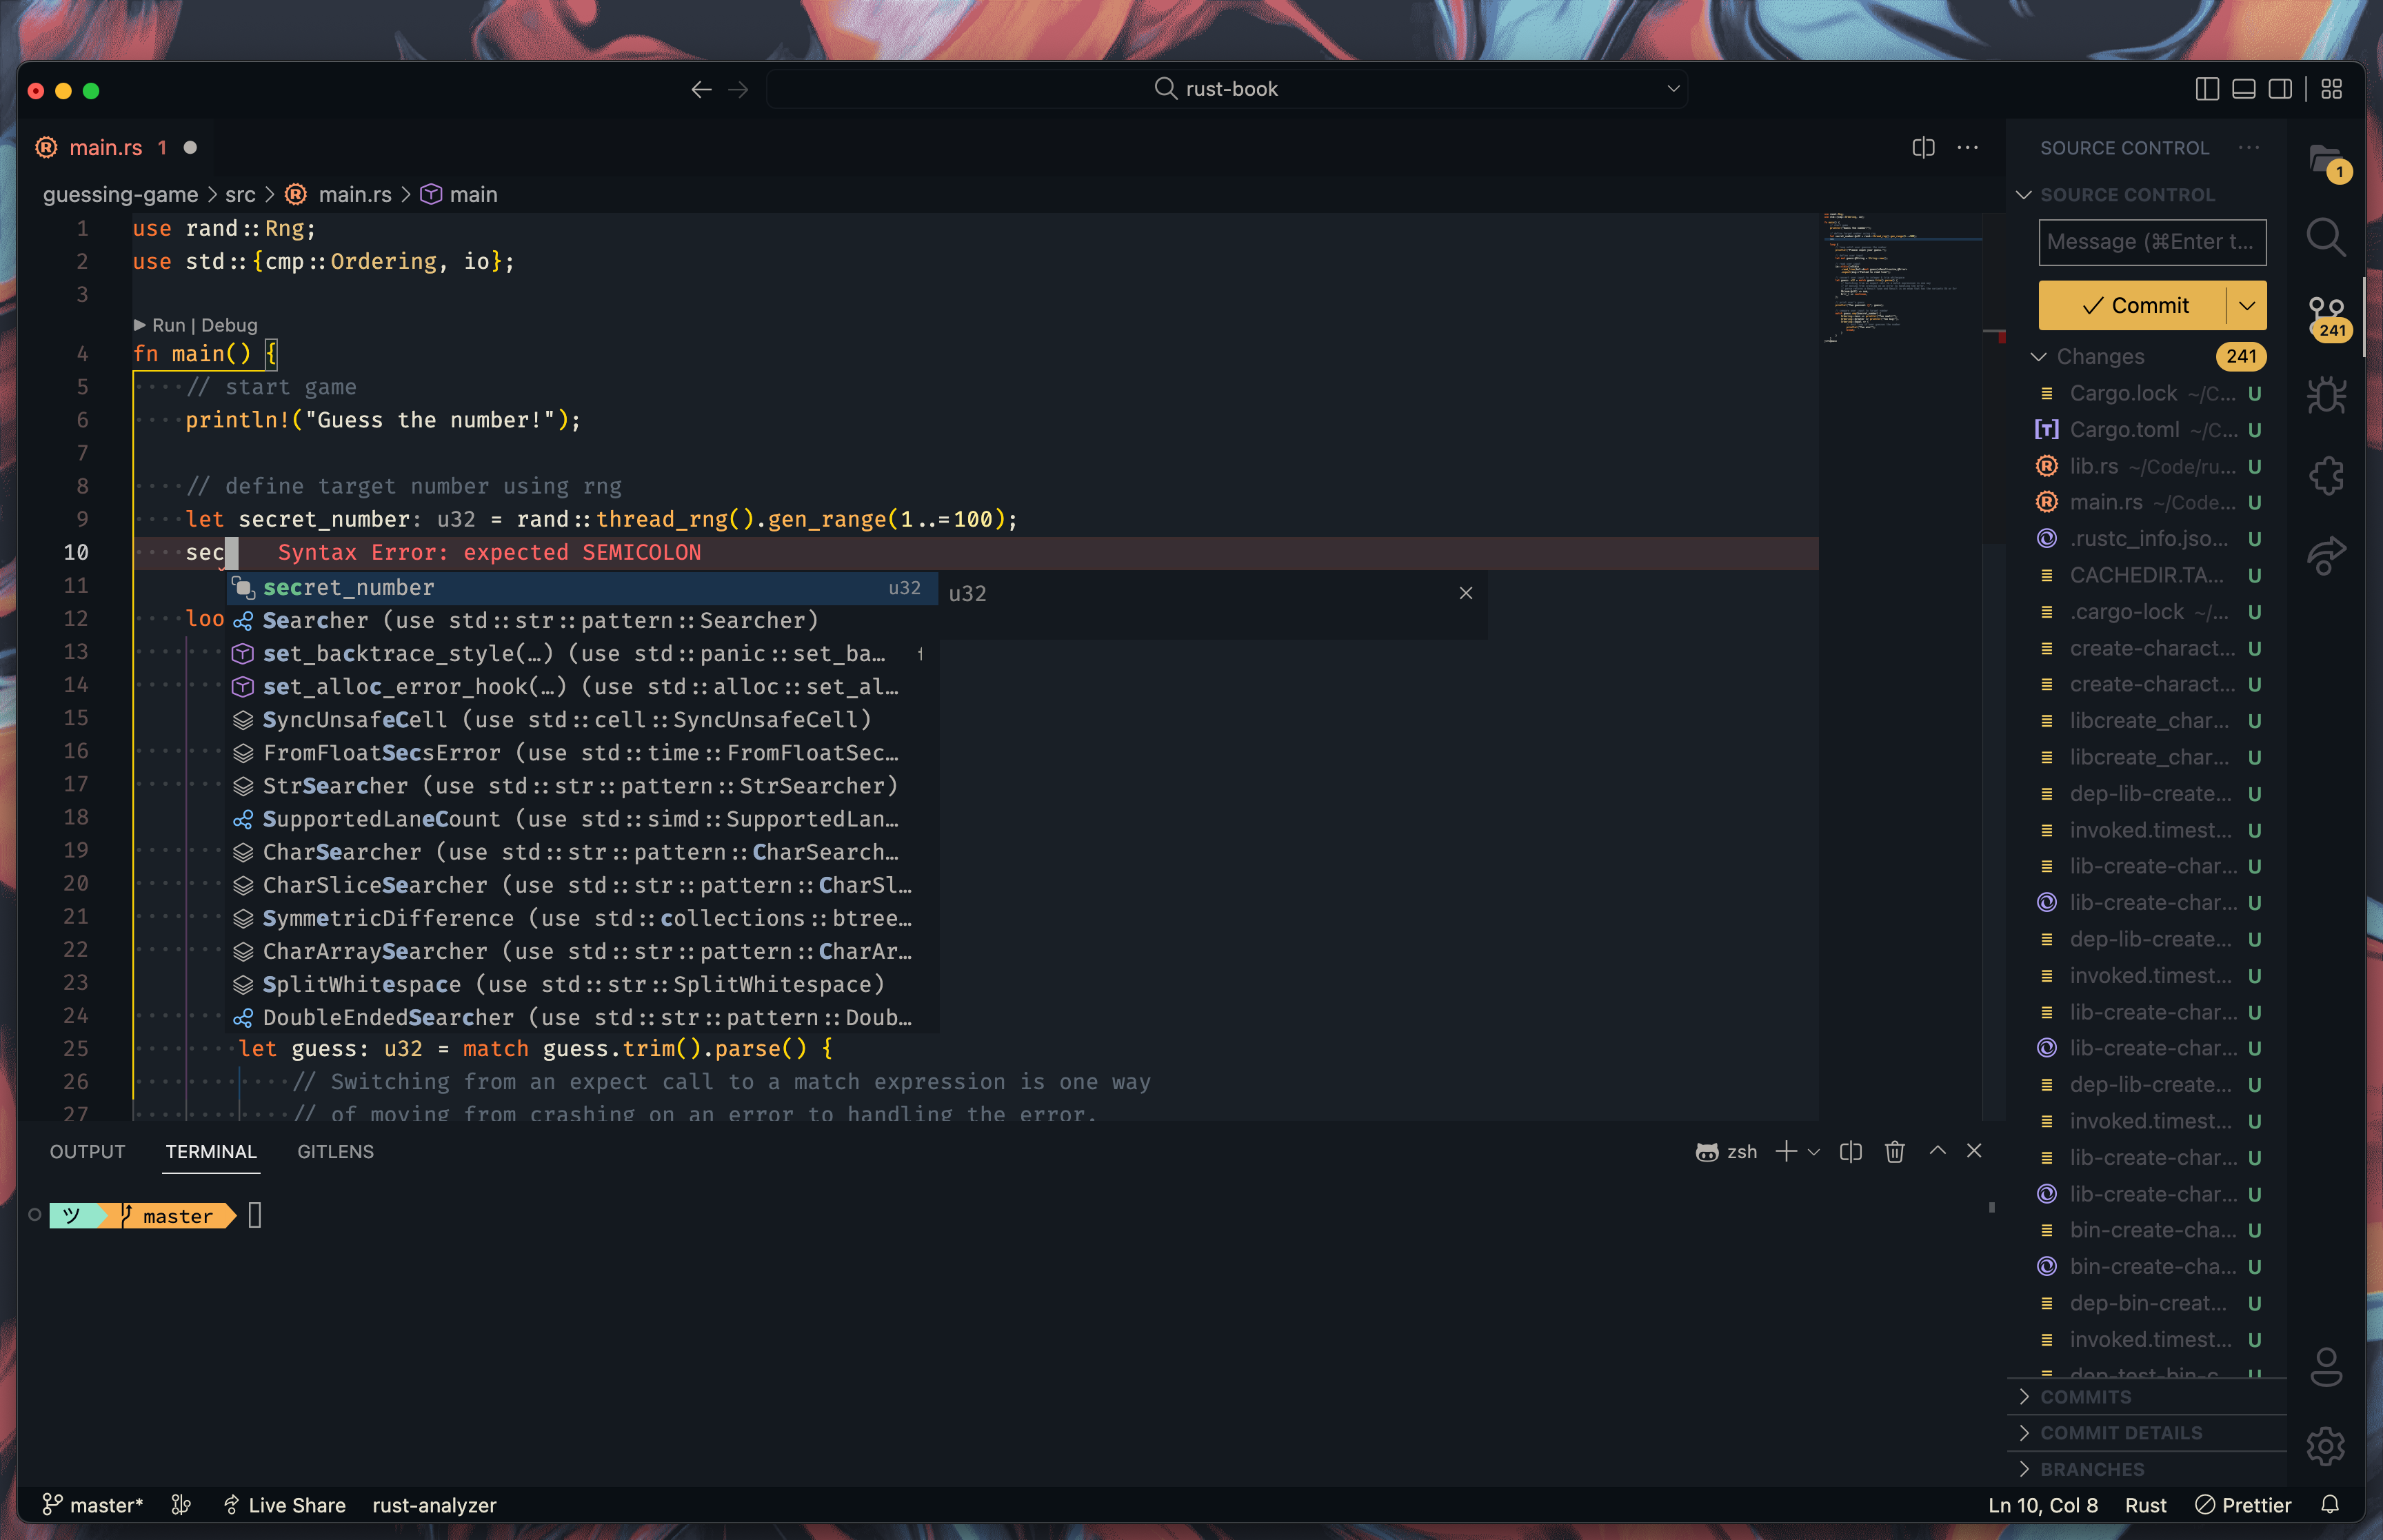 rust-book
main.rs 1
guessing-game > src > main.rs > main
1 use rand::Rng;
2 use std::{cmp::Ordering, io};
3
Run | Debug
4 fn main() {
5 // start game
6 println!("Guess the number!");
7
8 // define target number using rng
9 let secret_number: u32 = rand::thread_rng().gen_range(1..=100);
10 sec Syntax Error: expected SEMICOLON
11 secret_number u32
u32
12 loo Searcher (use std::str::pattern::Searcher)
13 set_backtrace_style(…) (use std::panic::set_ba…
14 set_alloc_error_hook(…) (use std::alloc::set_al…
15 SyncUnsafeCell (use std::cell::SyncUnsafeCell)
16 FromFloatSecsError (use std::time::FromFloatSec…
17 StrSearcher (use std::str::pattern::StrSearcher)
18 SupportedLaneCount (use std::simd::SupportedLan…
19 CharSearcher (use std::str::pattern::CharSearch…
20 CharSliceSearcher (use std::str::pattern::CharSl…
21 SymmetricDifference (use std::collections::btree…
22 CharArraySearcher (use std::str::pattern::CharAr…
23 SplitWhitespace (use std::str::SplitWhitespace)
24 DoubleEndedSearcher (use std::str::pattern::Doub…
25 let guess: u32 = match guess.trim().parse() {
26 // Switching from an expect call to a match expression is one way
27 // of moving from crashing on an error to handling the error.
OUTPUT TERMINAL GITLENS
zsh
ツ master
SOURCE CONTROL
SOURCE CONTROL
Message (⌘Enter t...
Commit
Changes 241
Cargo.lock ~/C... U
Cargo.toml ~/C... U
lib.rs ~/Code/ru... U
main.rs ~/Code... U
.rustc_info.jso... U
CACHEDIR.TA... U
.cargo-lock ~/... U
create-charact... U
create-charact... U
libcreate_char... U
libcreate_char... U
dep-lib-create... U
invoked.timest... U
lib-create-char... U
lib-create-char... U
dep-lib-create... U
invoked.timest... U
lib-create-char... U
lib-create-char... U
dep-lib-create... U
invoked.timest... U
lib-create-char... U
lib-create-char... U
bin-create-cha... U
bin-create-cha... U
dep-bin-creat... U
invoked.timest... U
dep-test-bin-c... U
COMMITS
COMMIT DETAILS
BRANCHES
1
241
master* Live Share rust-analyzer
Ln 10, Col 8 Rust Prettier